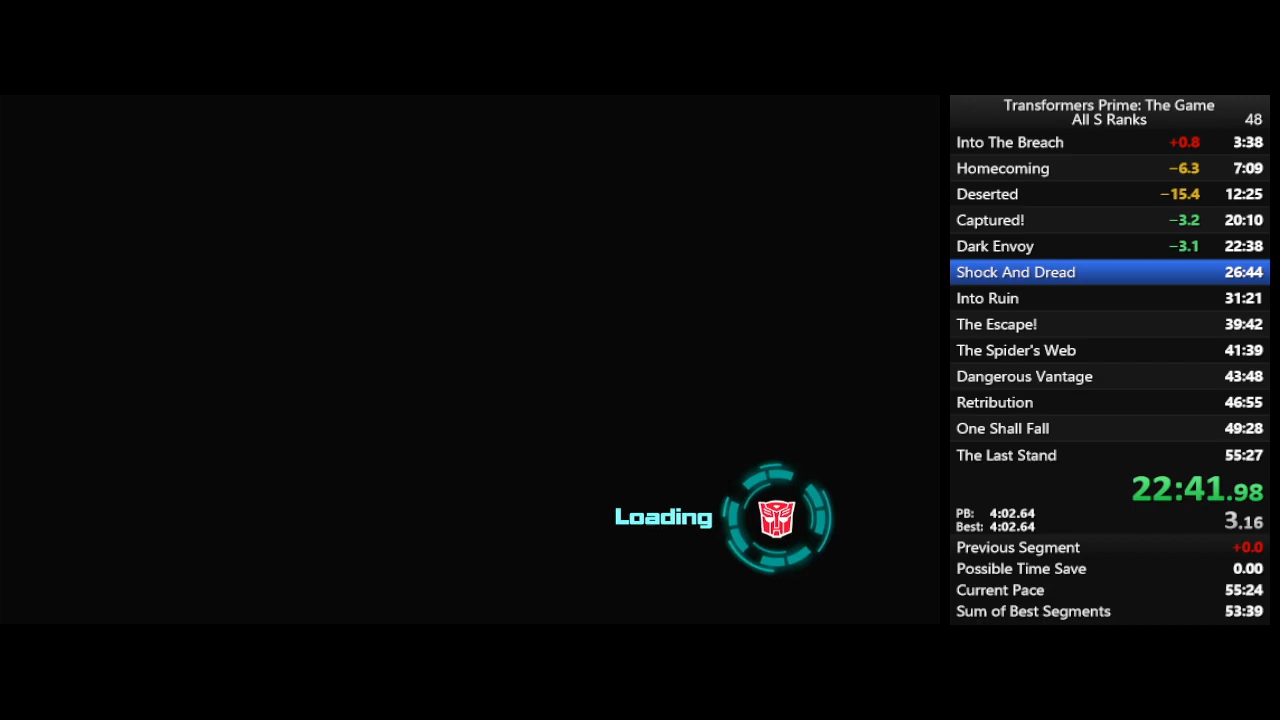 Loading
Transformers Prime: The Game
All S Ranks 48
Into The Breach +0.8 3:38
Homecoming −6.3 7:09
Deserted −15.4 12:25
Captured! −3.2 20:10
Dark Envoy −3.1 22:38
Shock And Dread 26:44
Into Ruin 31:21
The Escape! 39:42
The Spider's Web 41:39
Dangerous Vantage 43:48
Retribution 46:55
One Shall Fall 49:28
The Last Stand 55:27
22:41.98
PB: 4:02.64
Best: 4:02.64
3.16
Previous Segment +0.0
Possible Time Save 0.00
Current Pace 55:24
Sum of Best Segments 53:39